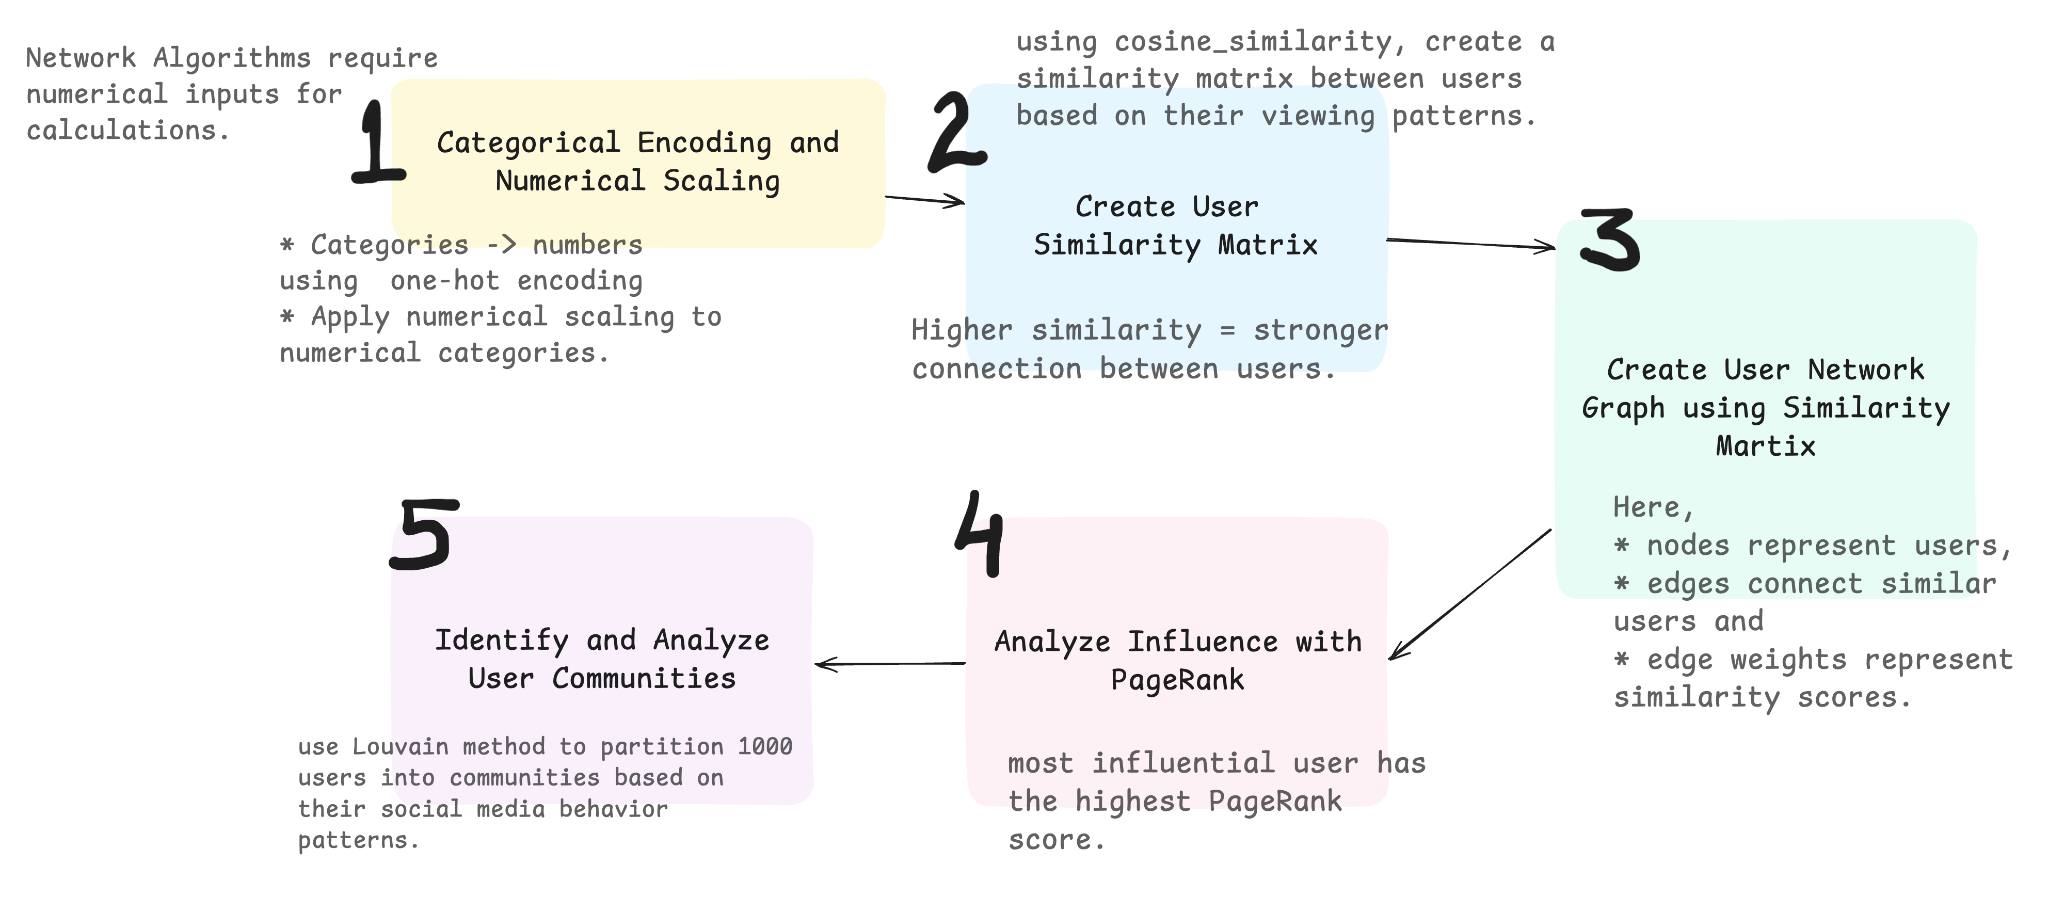 Network Algorithms require
numerical inputs for
calculations.
1
Categorical Encoding and
Numerical Scaling
* Categories -> numbers
using  one-hot encoding
* Apply numerical scaling to
numerical categories.
2
using cosine_similarity, create a
similarity matrix between users
based on their viewing patterns.
Create User
Similarity Matrix
Higher similarity = stronger
connection between users.
3
Create User Network
Graph using Similarity
Martix
Here,
* nodes represent users,
* edges connect similar
users and
* edge weights represent
similarity scores.
4
Analyze Influence with
PageRank
most influential user has
the highest PageRank
score.
5
Identify and Analyze
User Communities
use Louvain method to partition 1000
users into communities based on
their social media behavior
patterns.